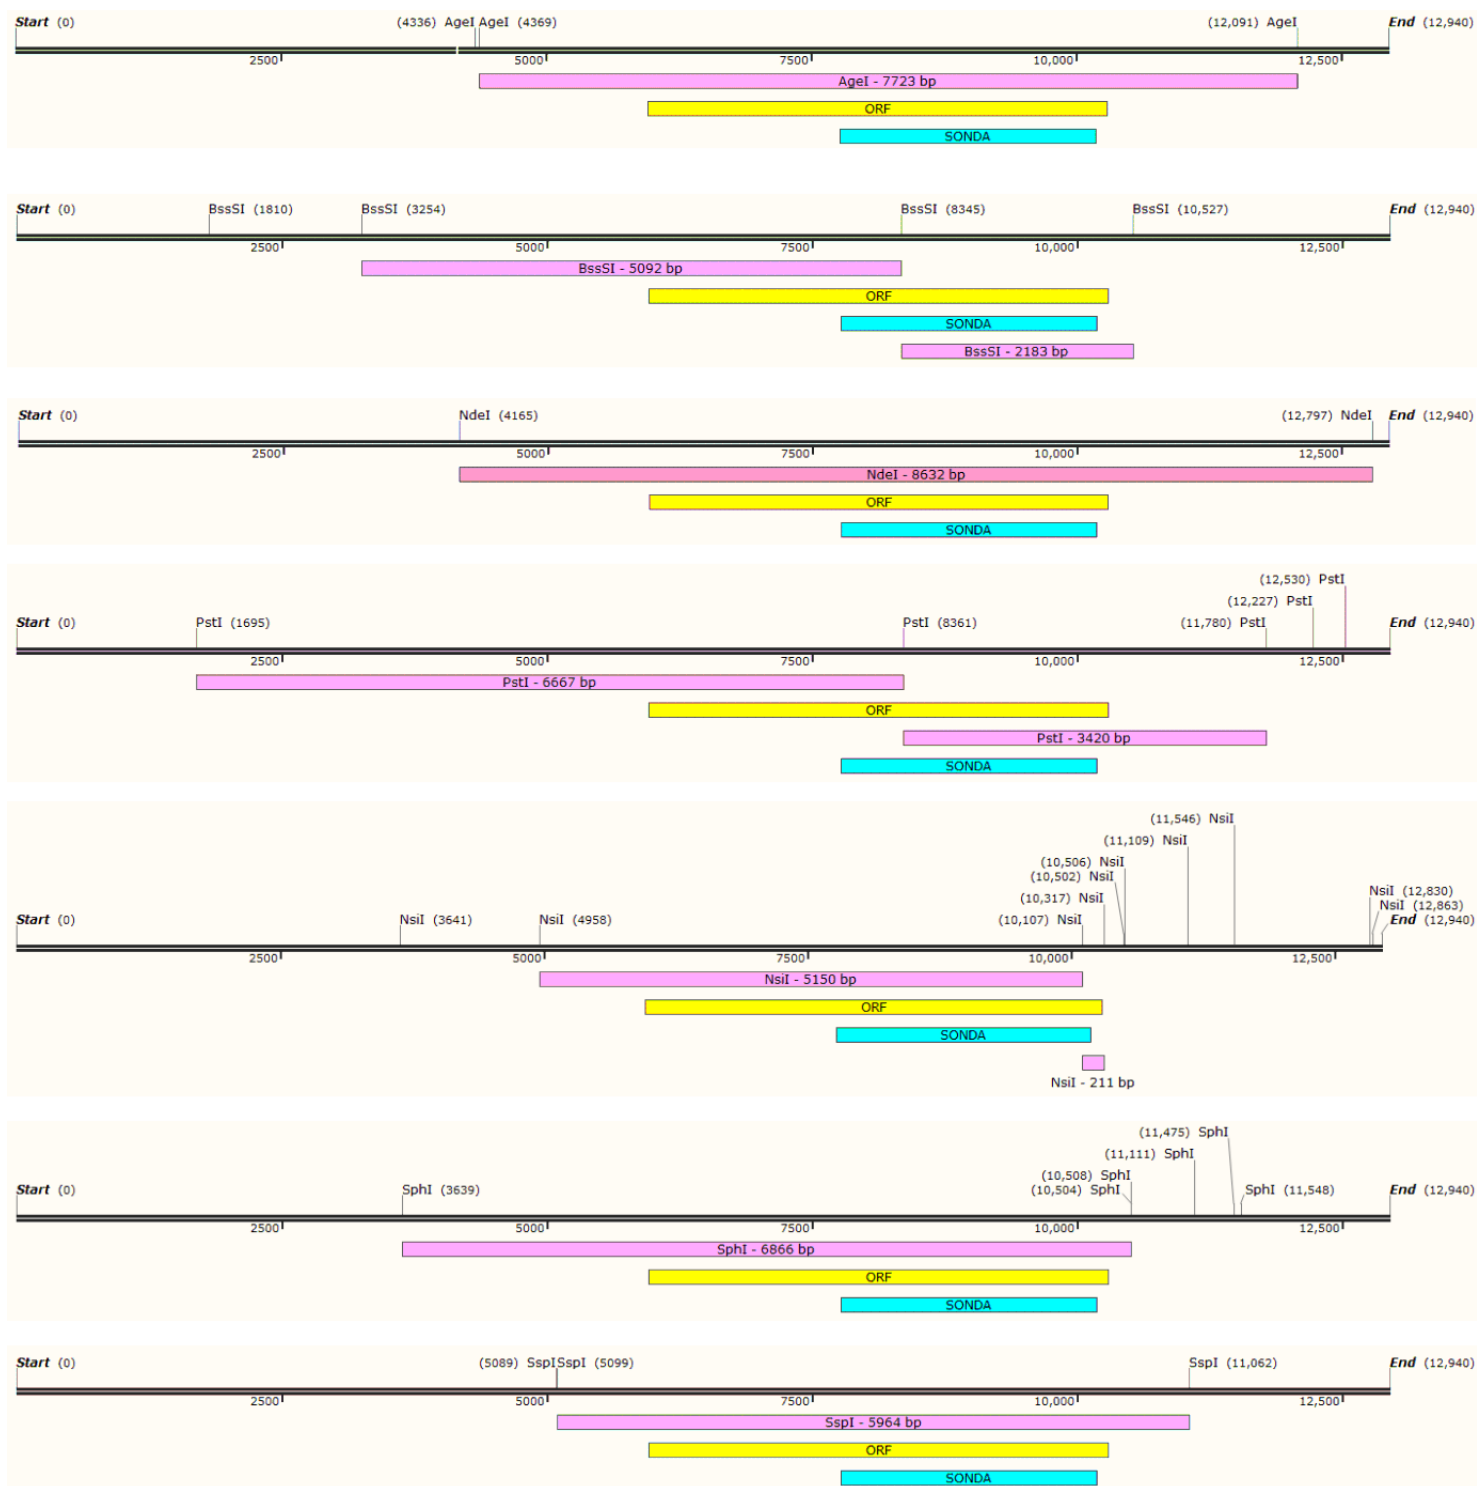 Start (0) (4336) AgeI AgeI (4369) (12,091) AgeI End (12,940)
2500 5000 7500 10,000 12,500
AgeI - 7723 bp
ORF
SONDA
Start (0) BssSI (1810) BssSI (3254) BssSI (8345) BssSI (10,527) End (12,940)
2500 5000 7500 10,000 12,500
BssSI - 5092 bp
ORF
SONDA
BssSI - 2183 bp
Start (0) NdeI (4165) (12,797) NdeI End (12,940)
2500 5000 7500 10,000 12,500
NdeI - 8632 bp
ORF
SONDA
(12,530) PstI
(12,227) PstI
Start (0) PstI (1695) PstI (8361) (11,780) PstI End (12,940)
2500 5000 7500 10,000 12,500
PstI - 6667 bp
ORF
PstI - 3420 bp
SONDA
(11,546) NsiI
(11,109) NsiI
(10,506) NsiI
(10,502) NsiI
NsiI (12,830)
(10,317) NsiI
NsiI (12,863)
Start (0) NsiI (3641) NsiI (4958) (10,107) NsiI End (12,940)
2500 5000 7500 10,000 12,500
NsiI - 5150 bp
ORF
SONDA
NsiI - 211 bp
(11,475) SphI
(11,111) SphI
(10,508) SphI
Start (0) SphI (3639) (10,504) SphI SphI (11,548) End (12,940)
2500 5000 7500 10,000 12,500
SphI - 6866 bp
ORF
SONDA
Start (0) (5089) SspI SspI (5099) SspI (11,062) End (12,940)
2500 5000 7500 10,000 12,500
SspI - 5964 bp
ORF
SONDA